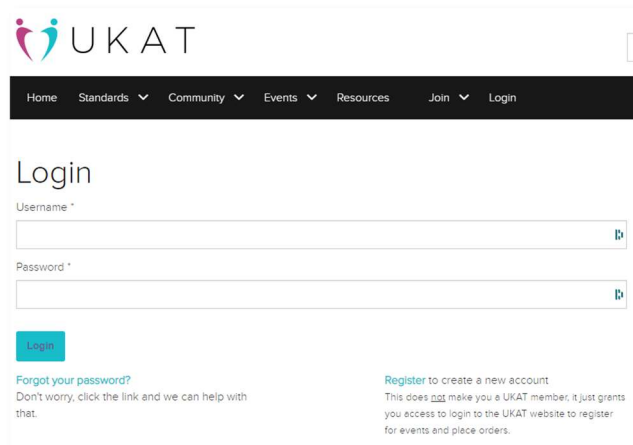 UKAT
Home Standards Community Events Resources Join Login
Login
Username *
Password *
Login
Forgot your password?
Don't worry, click the link and we can help with
that.
Register to create a new account
This does not make you a UKAT member, it just grants
you access to login to the UKAT website to register
for events and place orders.